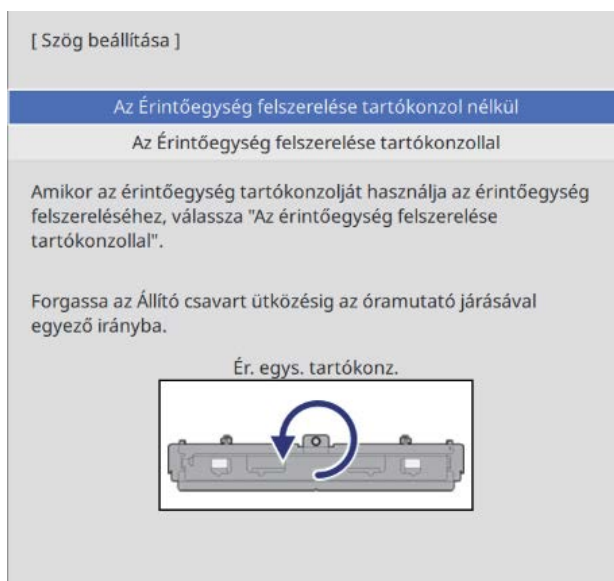 [ Szög beállítása ]
Az Érintőegység felszerelése tartókonzol nélkül
Az Érintőegység felszerelése tartókonzollal
Amikor az érintőegység tartókonzolját használja az érintőegység
felszereléséhez, válassza "Az érintőegység felszerelése
tartókonzollal".
Forgassa az Állító csavart ütközésig az óramutató járásával
egyező irányba.
Ér. egys. tartókonz.